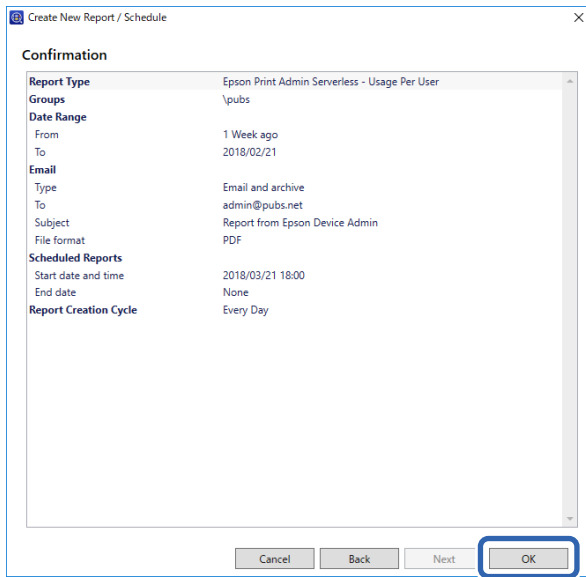 Create New Report / Schedule
Confirmation
Report Type Epson Print Admin Serverless - Usage Per User
Groups \pubs
Date Range
From 1 Week ago
To 2018/02/21
Email
Type Email and archive
To admin@pubs.net
Subject Report from Epson Device Admin
File format PDF
Scheduled Reports
Start date and time 2018/03/21 18:00
End date None
Report Creation Cycle Every Day
Cancel Back Next OK